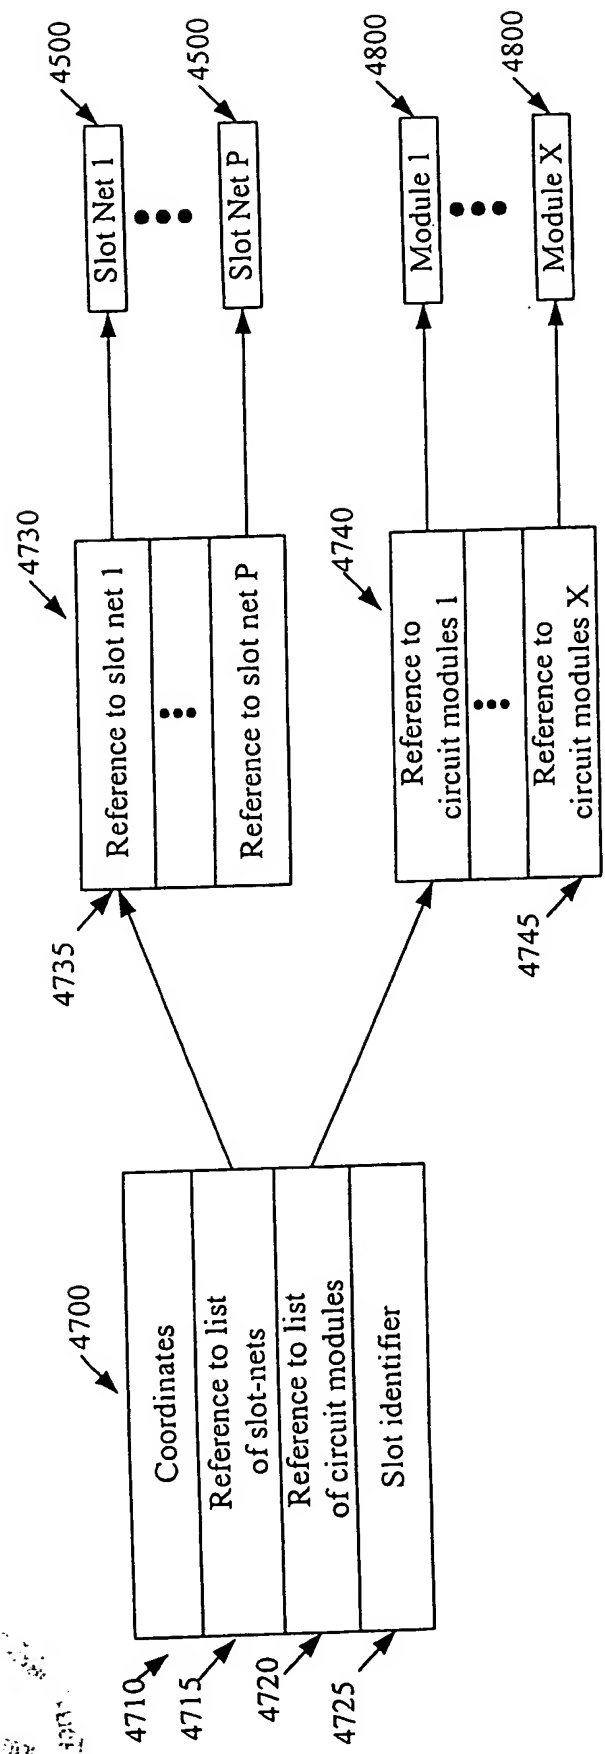 4700
4710
Coordinates
4715
Reference to list
of slot-nets
4720
Reference to list
of circuit modules
4725
Slot identifier
4730
4735
Reference to slot net 1
Reference to slot net P
4740
Reference to
circuit modules 1
Reference to
circuit modules X
4745
4500
Slot Net 1
4500
Slot Net P
4800
Module 1
4800
Module X